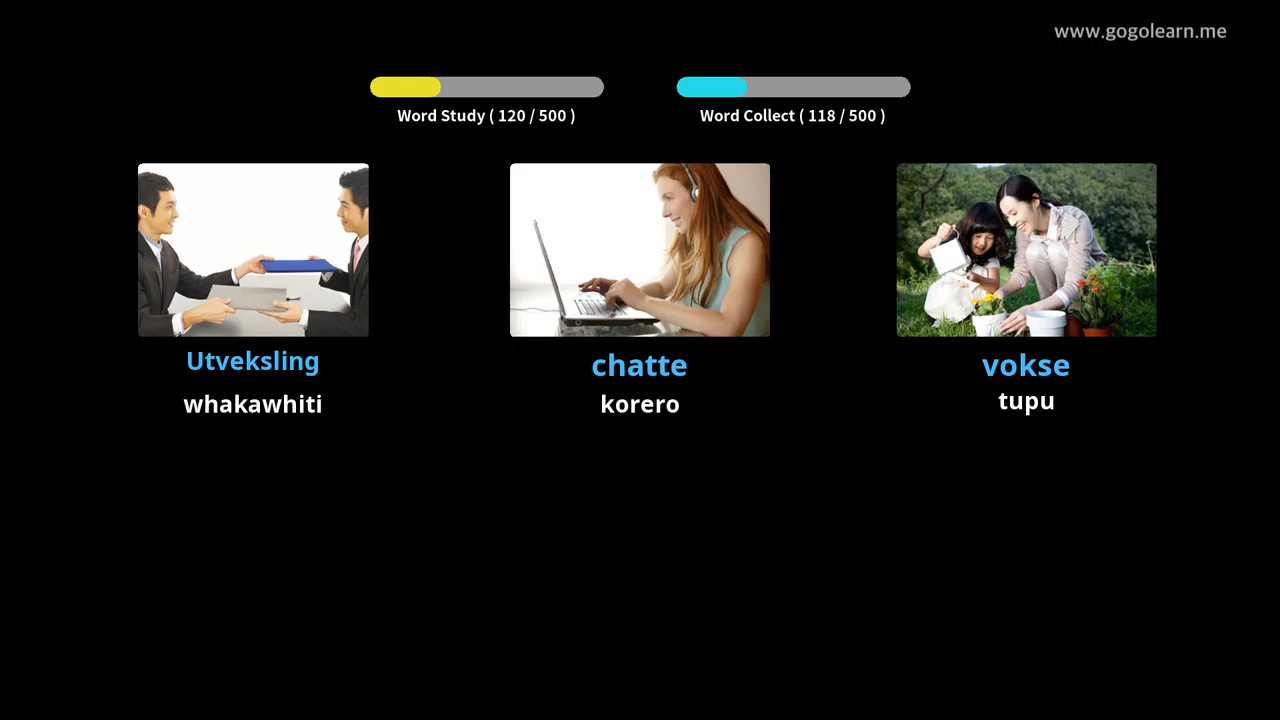 www.gogolearn.me
Word Study ( 120 / 500 )
Word Collect ( 118 / 500 )
Utveksling
chatte
vokse
whakawhiti
korero
tupu